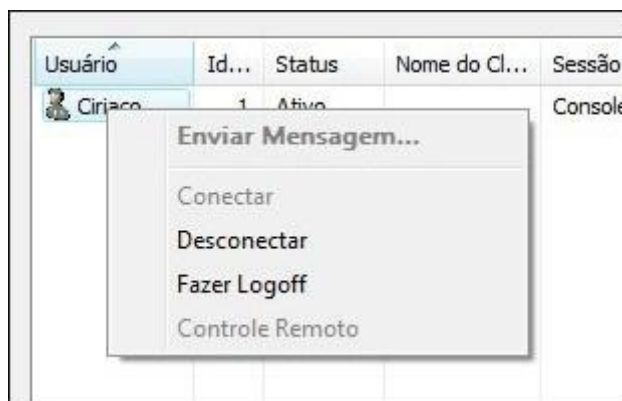 Usuário Id... Status Nome do Cl... Sessão
Ciriaco 1 Ativo Console
Enviar Mensagem...
Conectar
Desconectar
Fazer Logoff
Controle Remoto